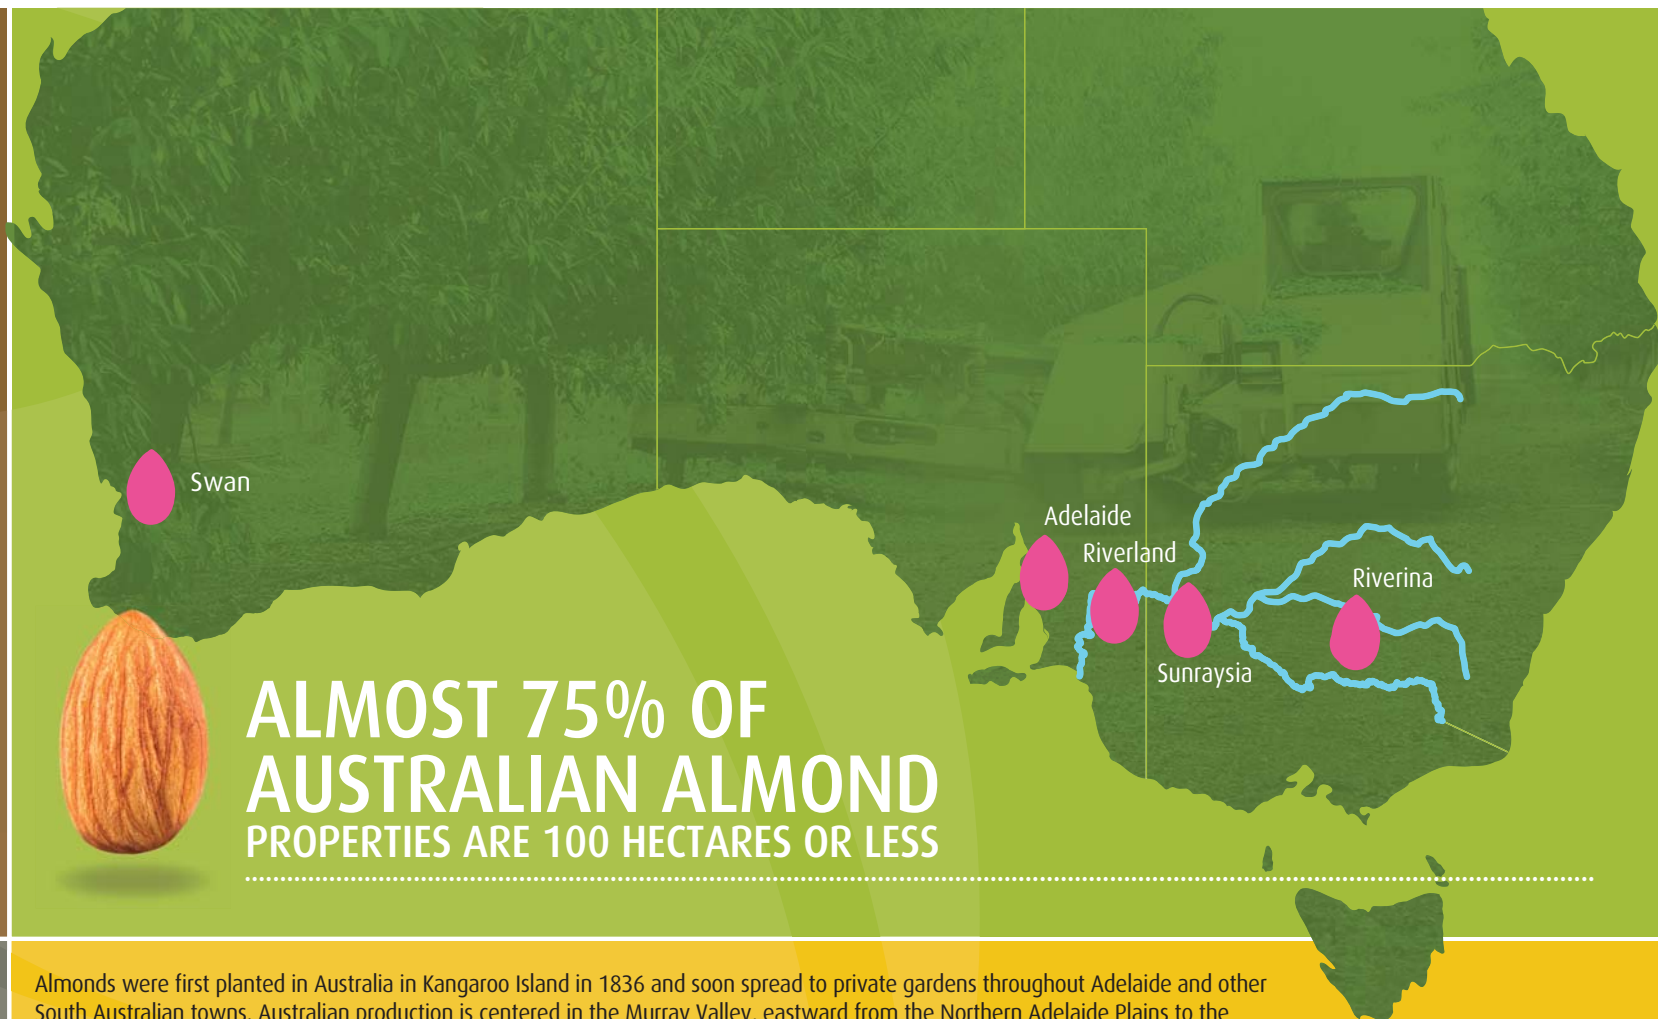 Swan
Adelaide
Riverland
Riverina
Sunraysia
ALMOST 75% OF
AUSTRALIAN ALMOND
PROPERTIES ARE 100 HECTARES OR LESS
Almonds were first planted in Australia in Kangaroo Island in 1836 and soon spread to private gardens throughout Adelaide and other
South Australian towns. Australian production is centered in the Murray Valley, eastward from the Northern Adelaide Plains to the